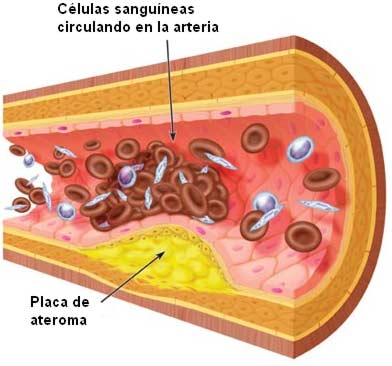 Células sanguíneas
circulando en la arteria
Placa de
ateroma